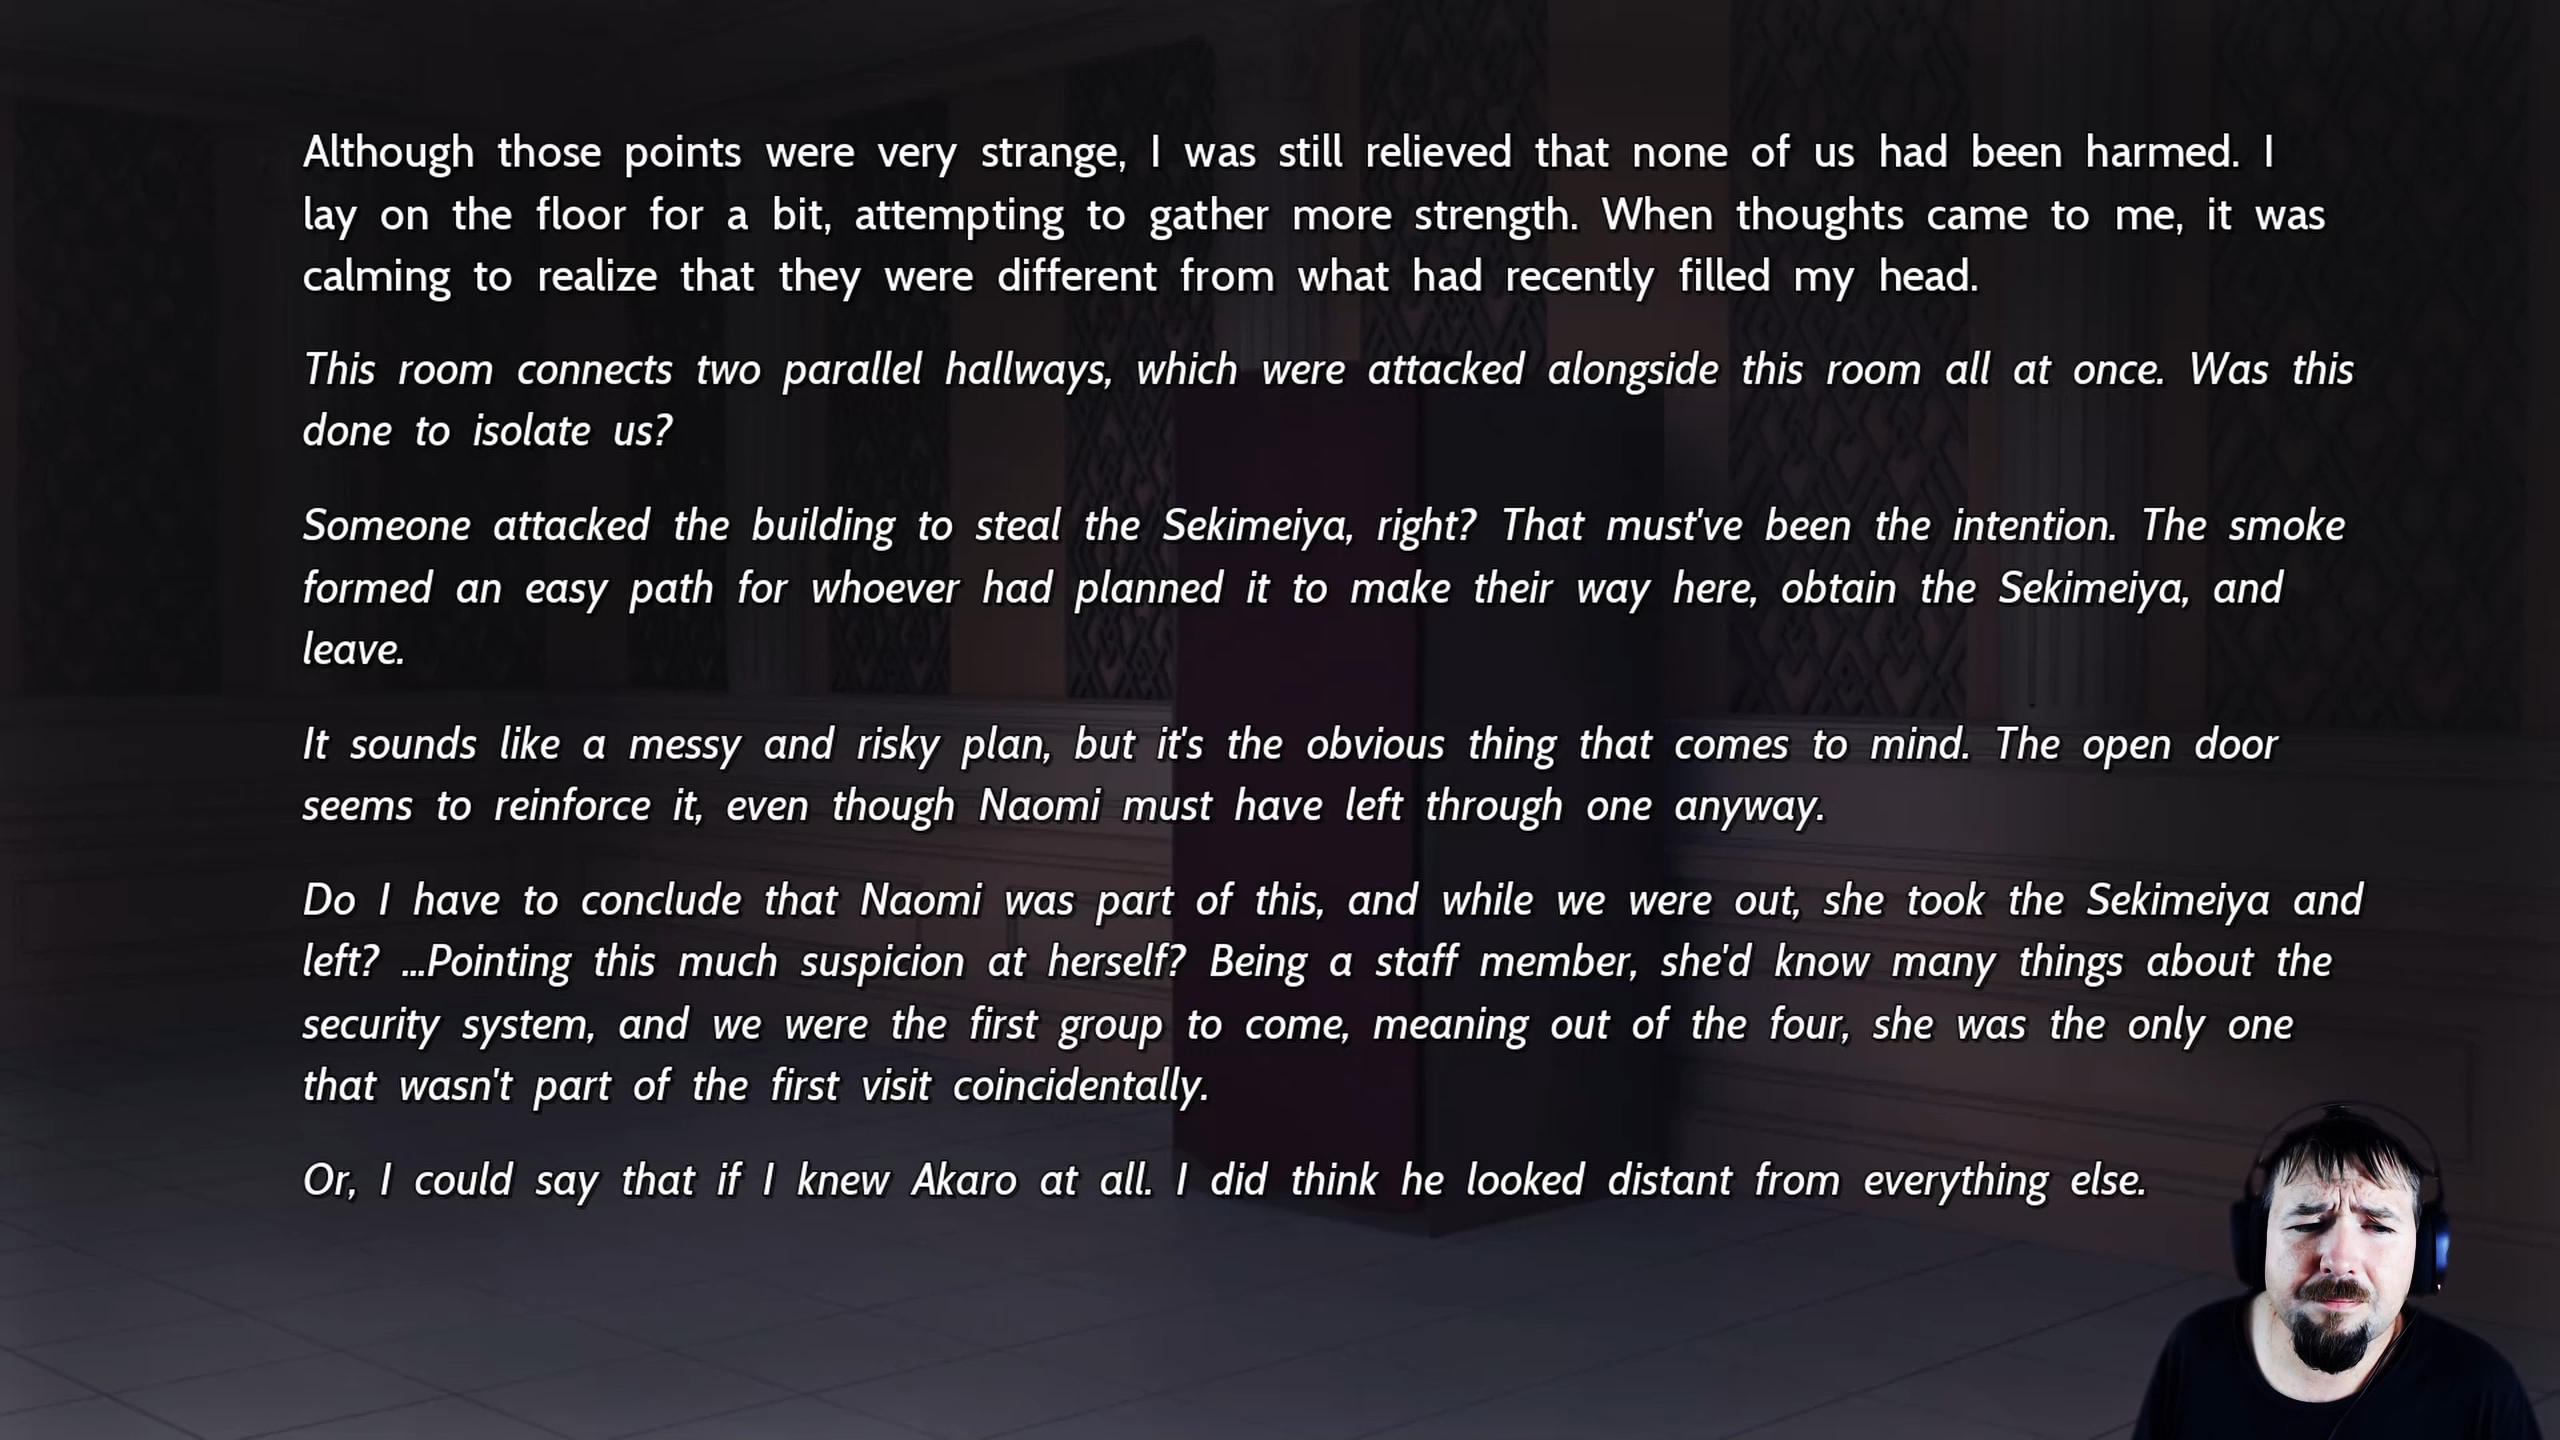 Although those points were very strange, I was still relieved that none of us had been harmed. I
lay on the floor for a bit, attempting to gather more strength. When thoughts came to me, it was
calming to realize that they were different from what had recently filled my head.
This room connects two parallel hallways, which were attacked alongside this room all at once. Was this
done to isolate us?
Someone attacked the building to steal the Sekimeiya, right? That must've been the intention. The smoke
formed an easy path for whoever had planned it to make their way here, obtain the Sekimeiya, and
leave.
It sounds like a messy and risky plan, but it's the obvious thing that comes to mind. The open door
seems to reinforce it, even though Naomi must have left through one anyway.
Do I have to conclude that Naomi was part of this, and while we were out, she took the Sekimeiya and
left? ...Pointing this much suspicion at herself? Being a staff member, she'd know many things about the
security system, and we were the first group to come, meaning out of the four, she was the only one
that wasn't part of the first visit coincidentally.
Or, I could say that if I knew Akaro at all. I did think he looked distant from everything else.